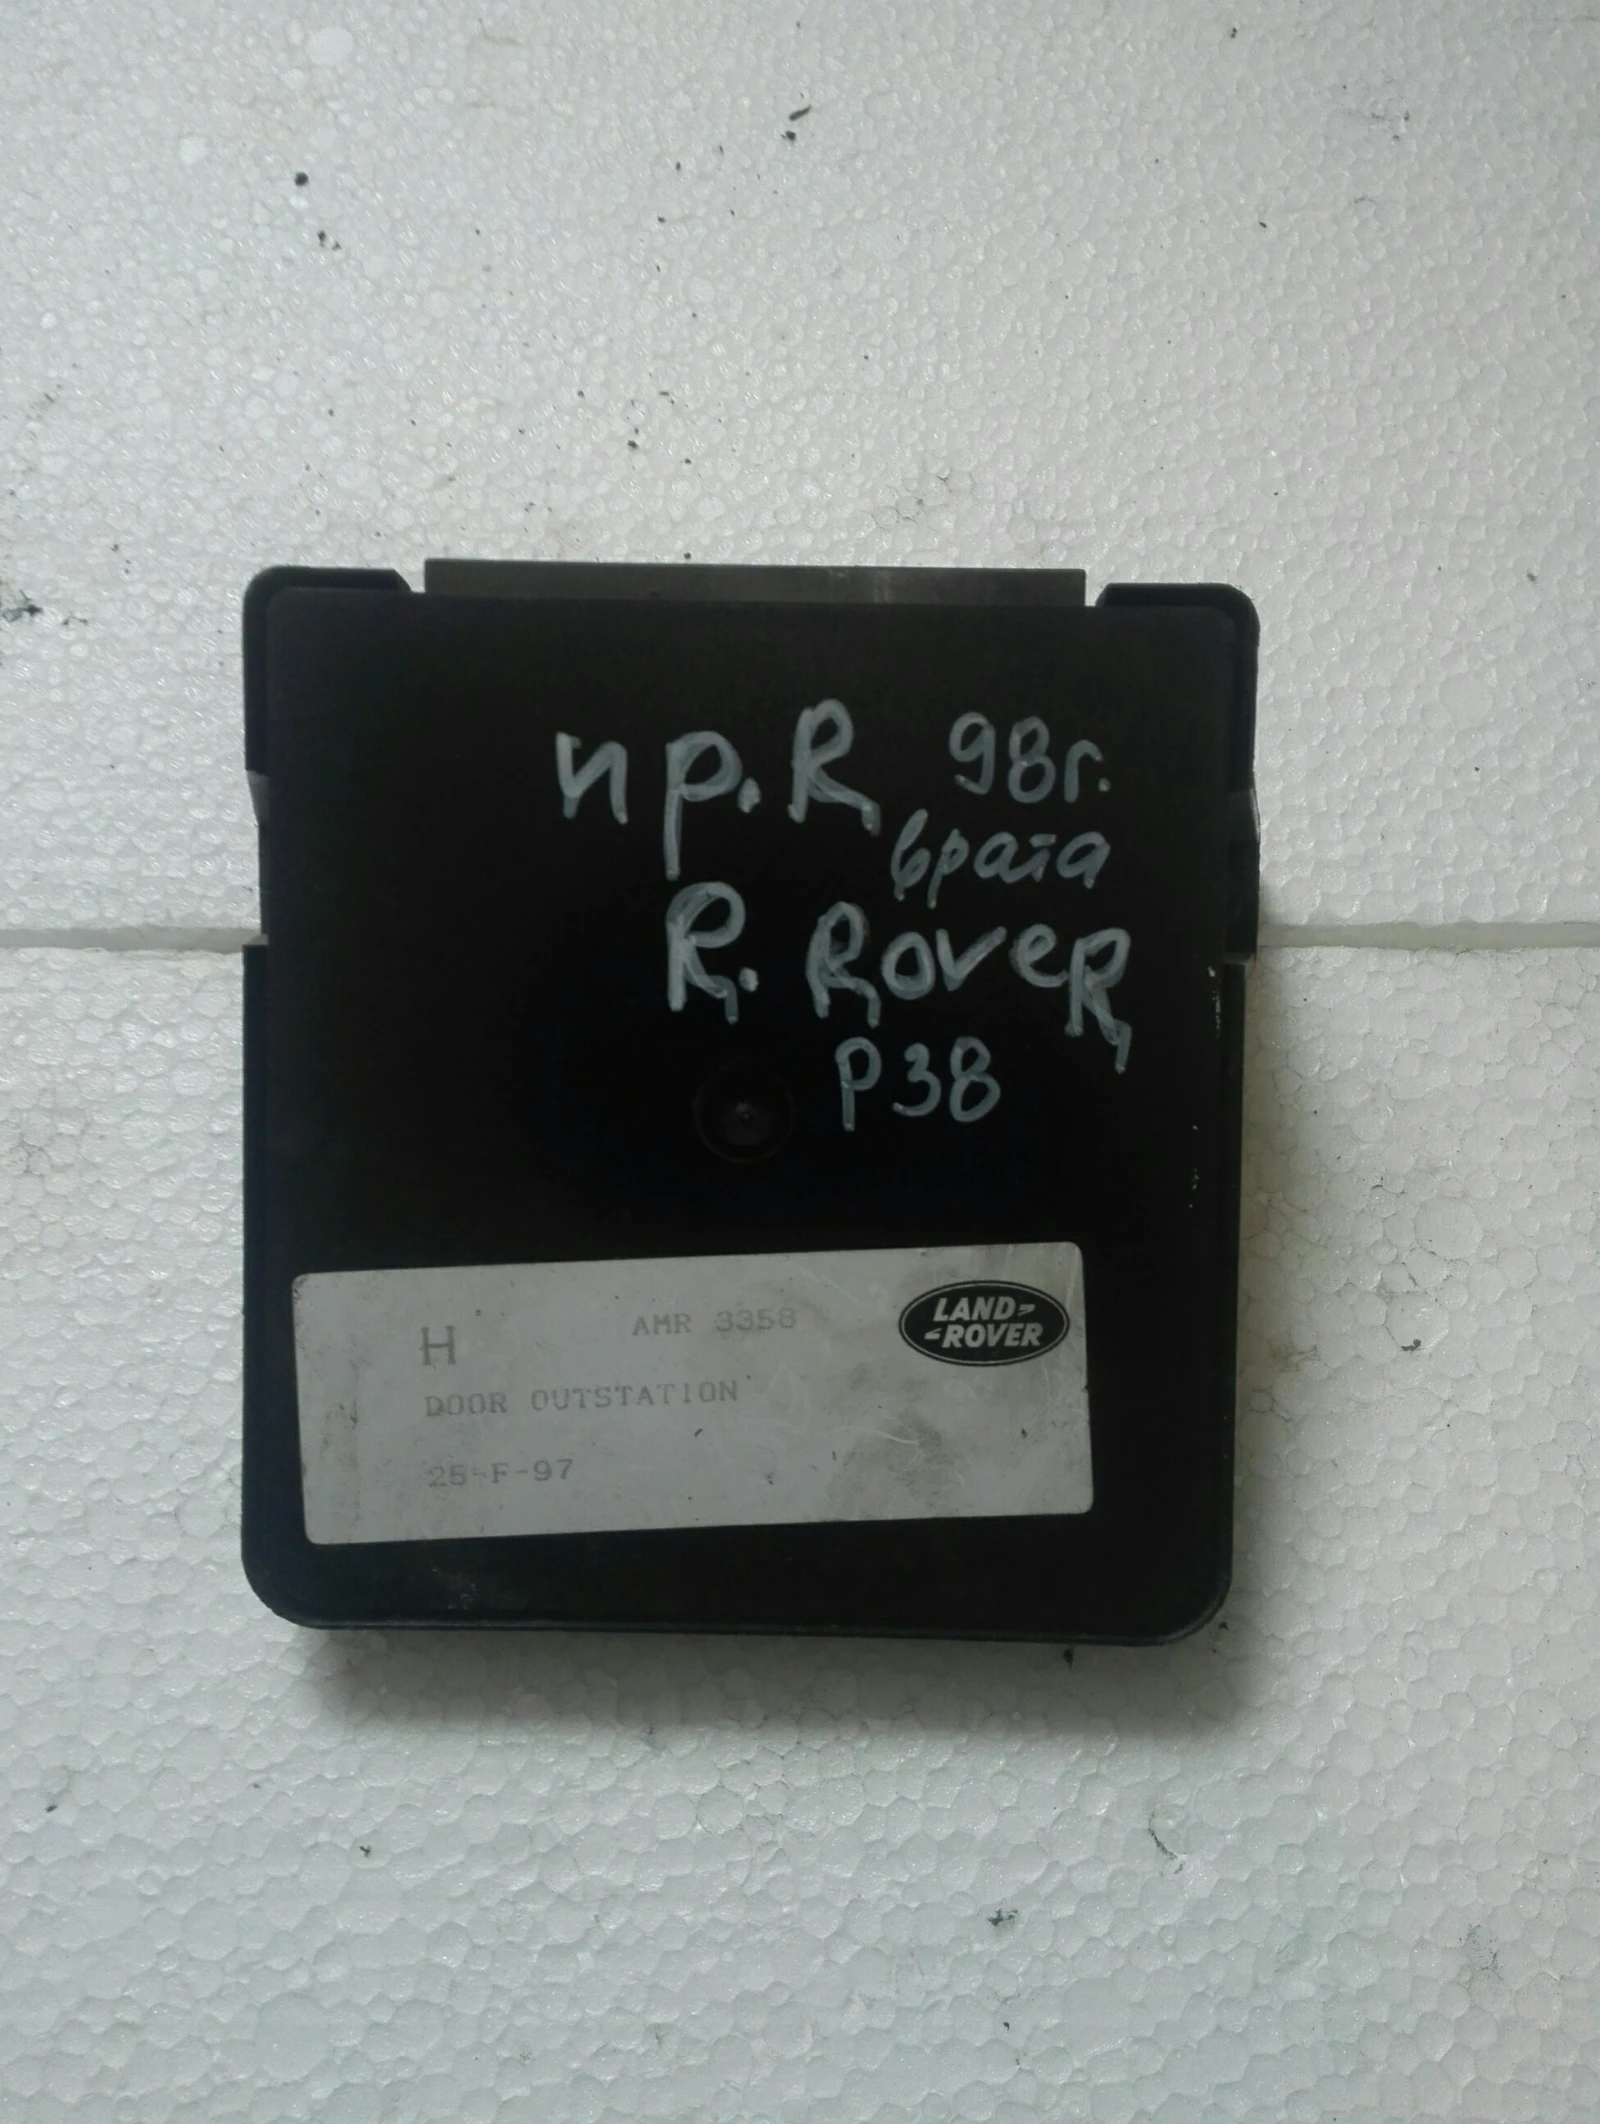 пр. R 98г.
врата
R. RoveR
P38
LAND-
-ROVER
H AMR 3358
DOOR OUTSTATION
25-F-97